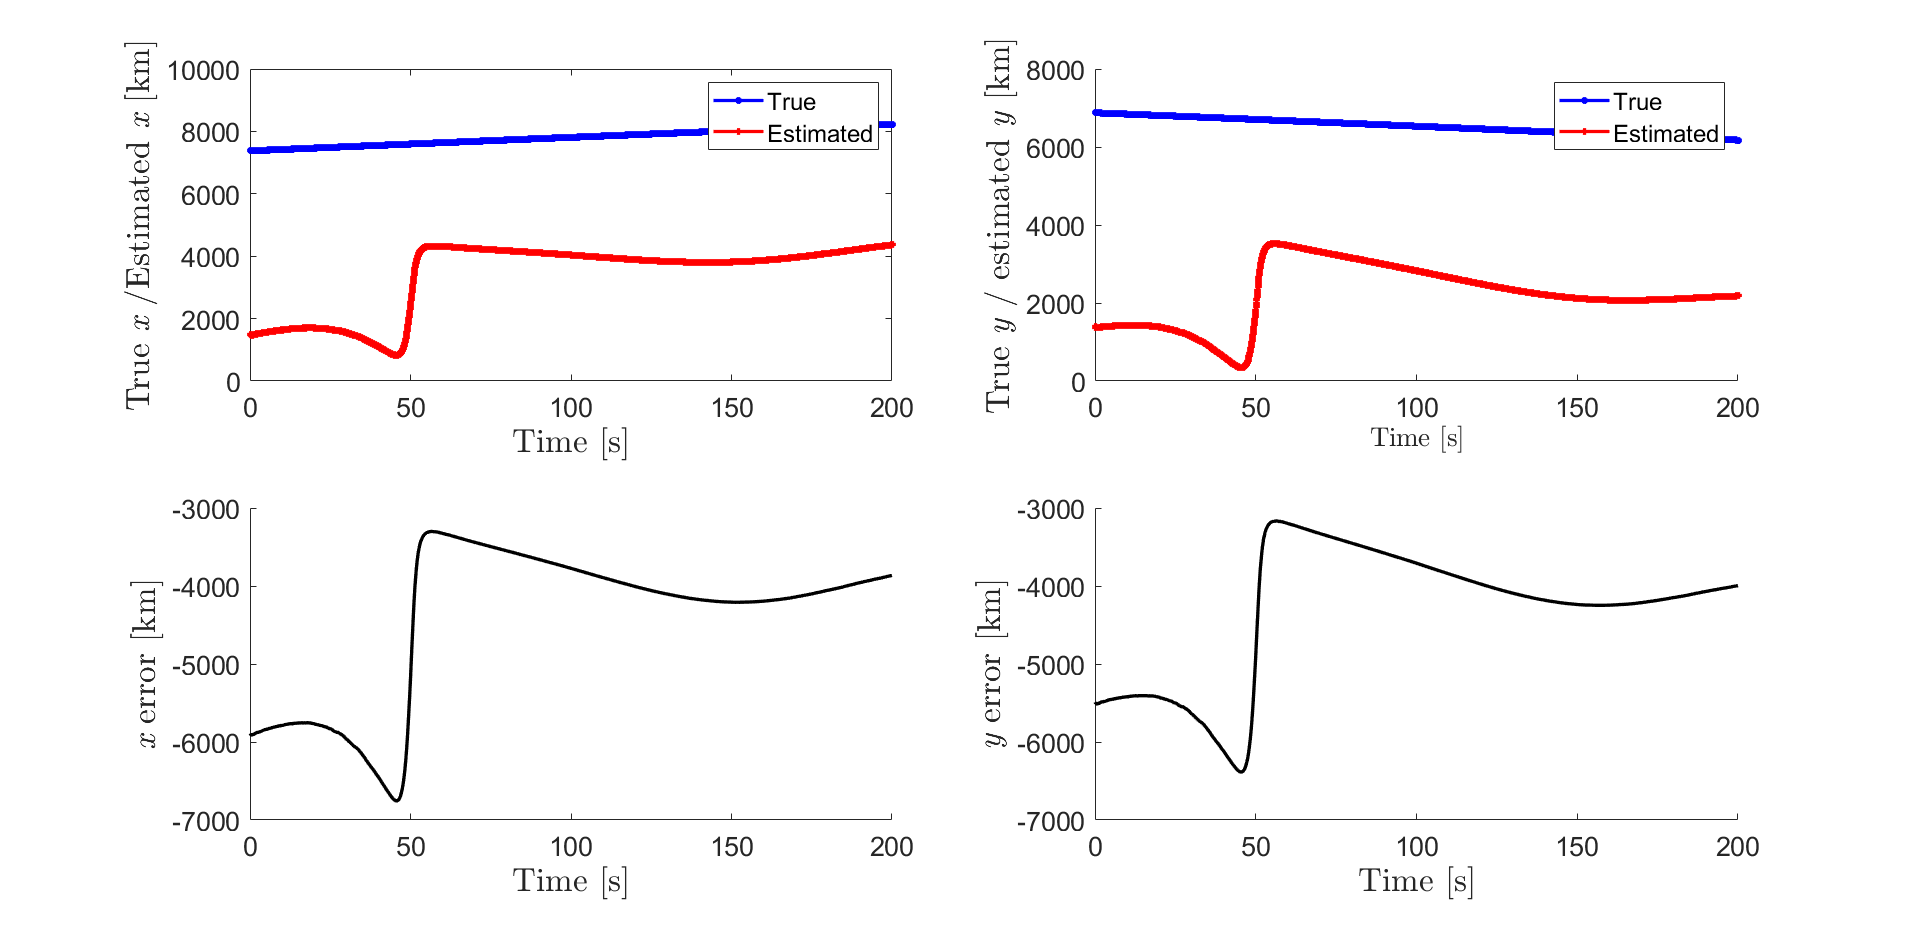 True x /Estimated x [km]
10000
8000
6000
4000
2000
0
0 50 100 150 200
Time [s]
True
Estimated
True y / estimated y [km]
8000
6000
4000
2000
0
0 50 100 150 200
Time [s]
True
Estimated
x error [km]
-3000
-4000
-5000
-6000
-7000
0 50 100 150 200
Time [s]
y error [km]
-3000
-4000
-5000
-6000
-7000
0 50 100 150 200
Time [s]